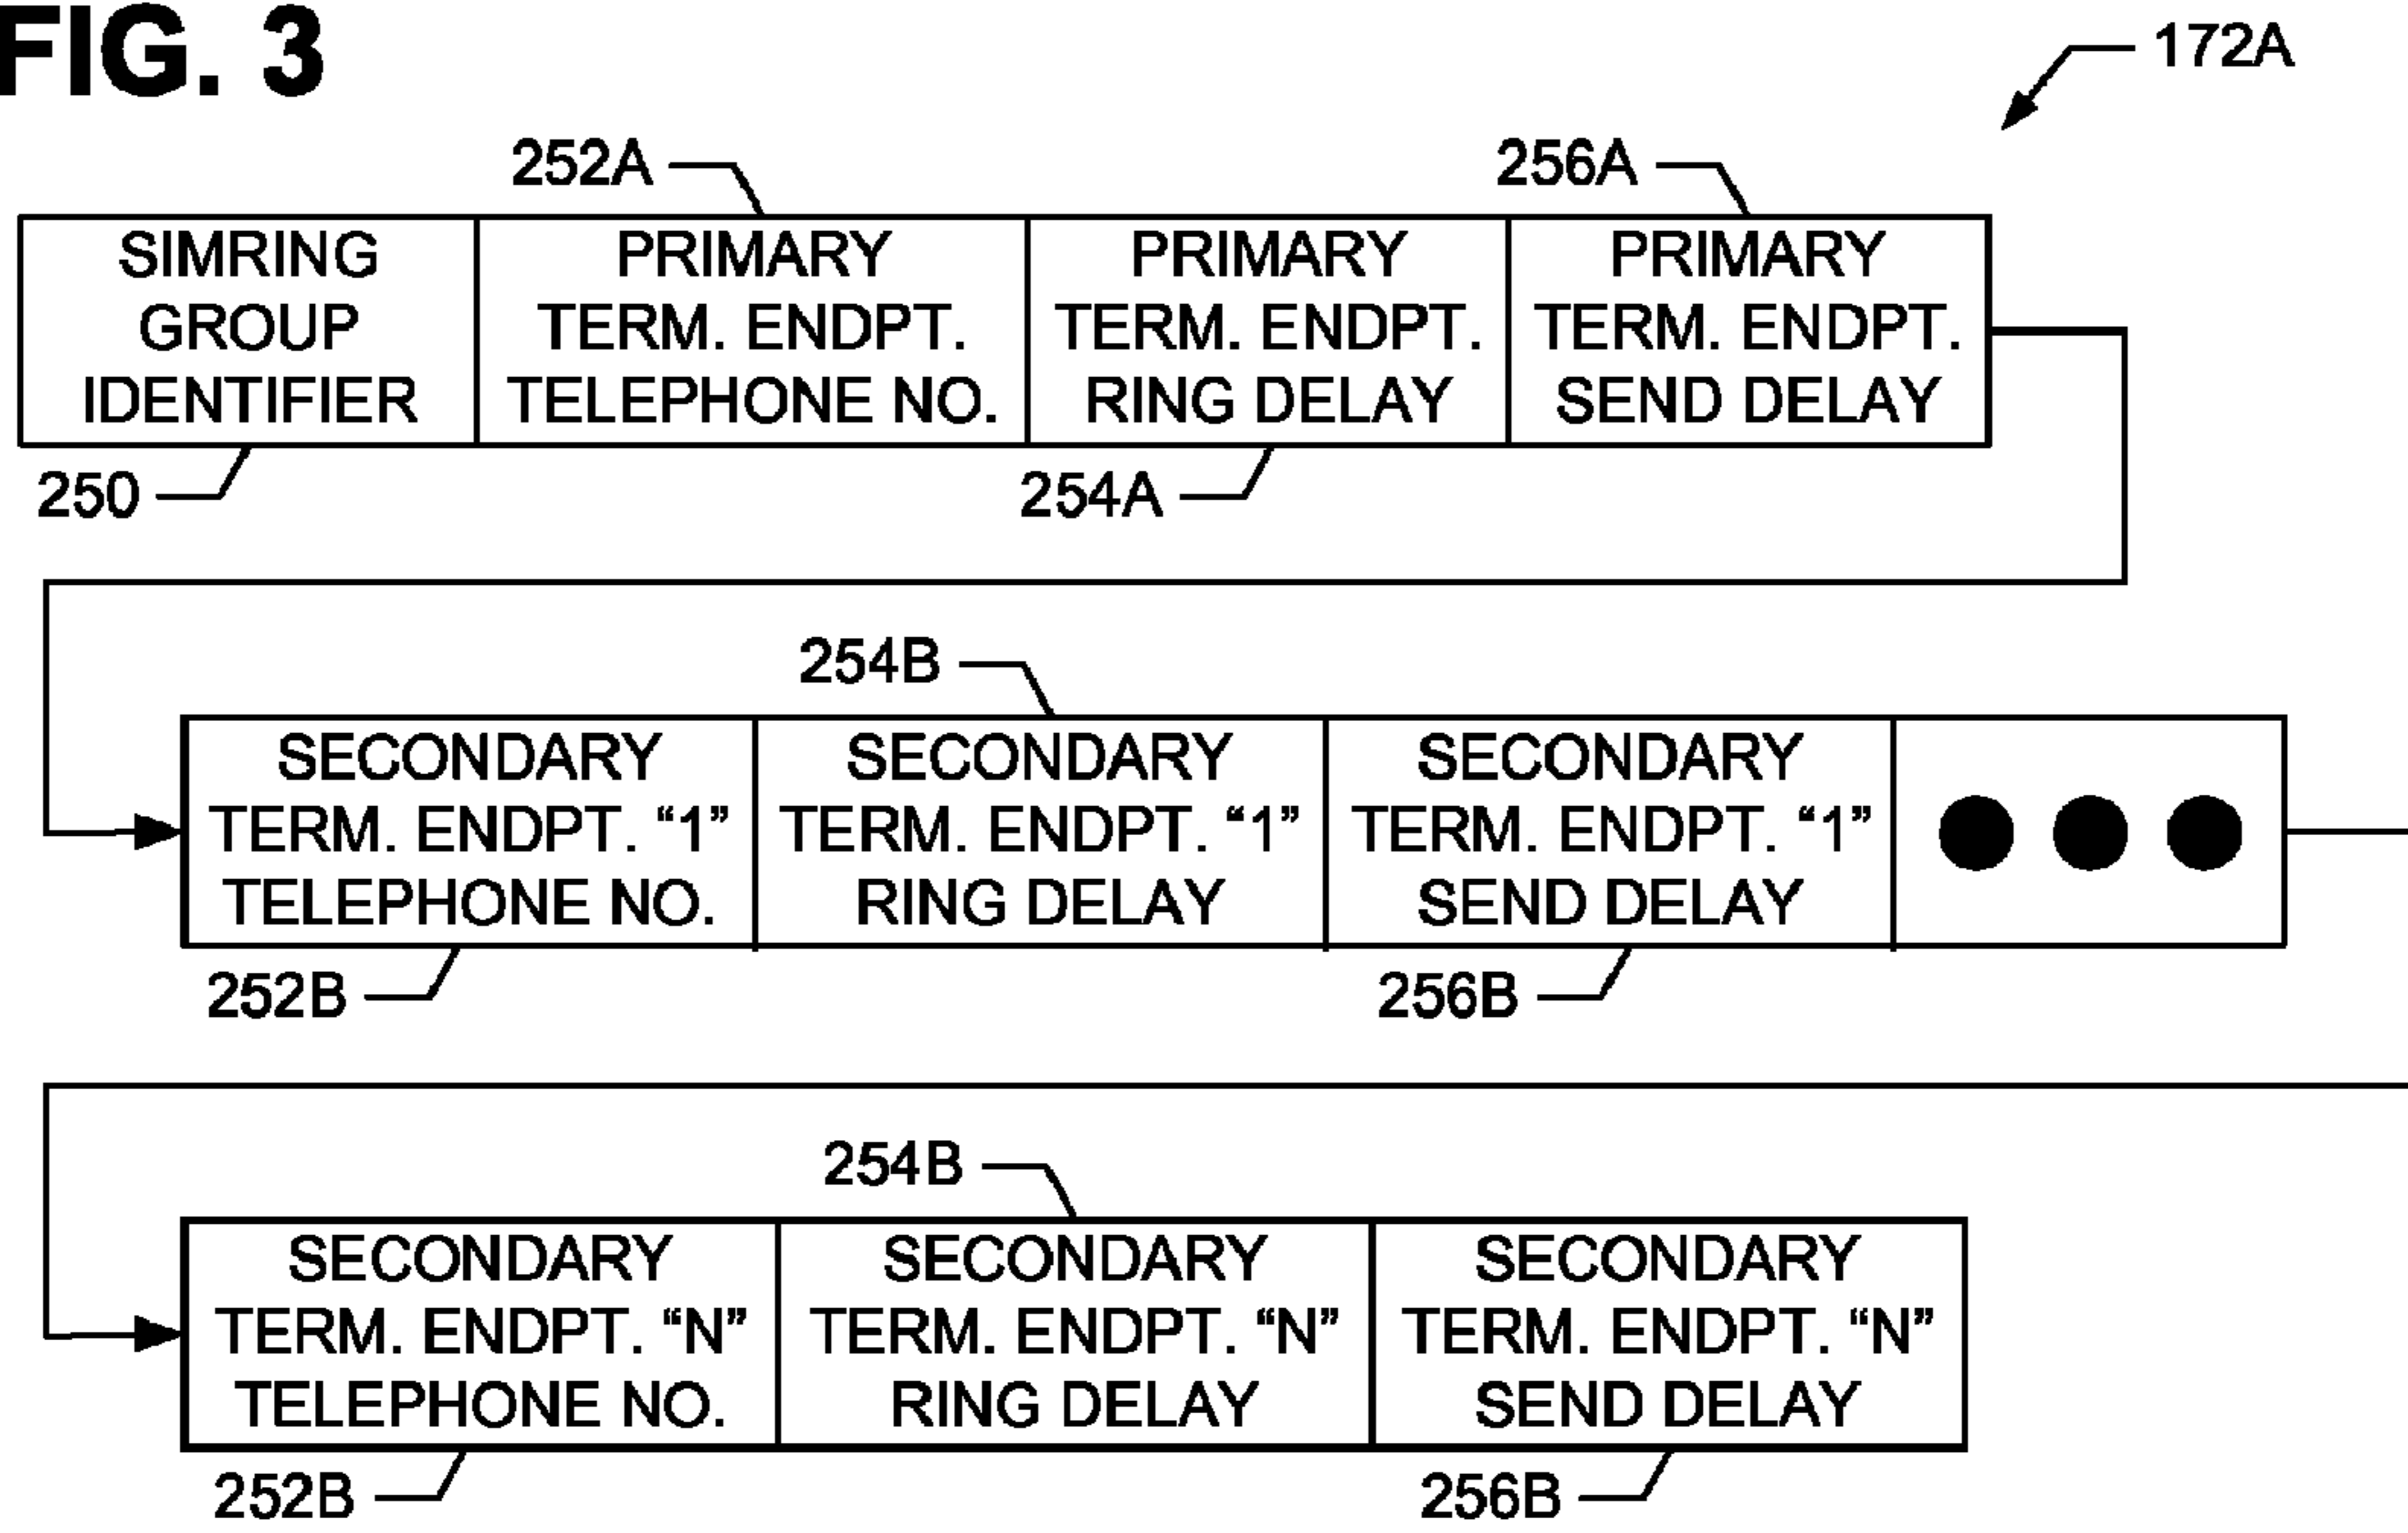 FIG. 3
172A
252A
256A
SIMRING
GROUP
IDENTIFIER
PRIMARY
TERM. ENDPT.
TELEPHONE NO.
PRIMARY
TERM. ENDPT.
RING DELAY
PRIMARY
TERM. ENDPT.
SEND DELAY
250
254A
254B
SECONDARY
TERM. ENDPT. “1”
TELEPHONE NO.
SECONDARY
TERM. ENDPT. “1”
RING DELAY
SECONDARY
TERM. ENDPT. “1”
SEND DELAY
252B
256B
254B
SECONDARY
TERM. ENDPT. “N”
TELEPHONE NO.
SECONDARY
TERM. ENDPT. “N”
RING DELAY
SECONDARY
TERM. ENDPT. “N”
SEND DELAY
252B
256B